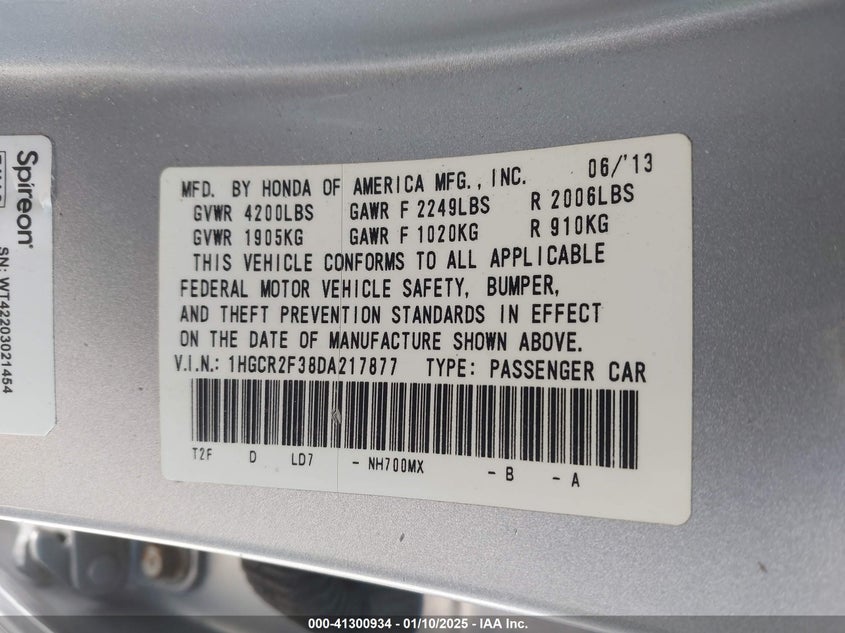 MFD. BY HONDA OF AMERICA MFG., INC. 06/'13
GVWR 4200LBS GAWR F 2249LBS R 2006LBS
GVWR 1905KG GAWR F 1020KG R 910KG
THIS VEHICLE CONFORMS TO ALL APPLICABLE
FEDERAL MOTOR VEHICLE SAFETY, BUMPER,
AND THEFT PREVENTION STANDARDS IN EFFECT
ON THE DATE OF MANUFACTURE SHOWN ABOVE.
V.I.N.: 1HGCR2F38DA217877 TYPE: PASSENGER CAR
T2F D LD7 - NH700MX - B - A
Spireon®
SN: WT42203021454
000-41300934 - 01/10/2025 - IAA Inc.